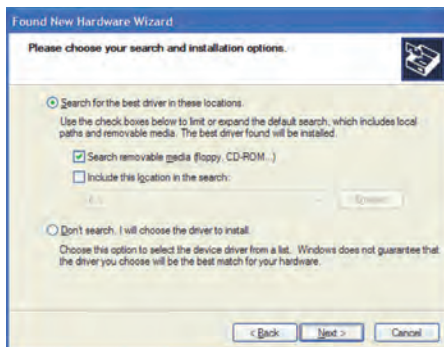 Found New Hardware Wizard
Please choose your search and installation options.
Search for the best driver in these locations.
Use the check boxes below to limit or expand the default search, which includes local
paths and removable media. The best driver found will be installed.
Search removable media (floppy, CD-ROM...)
Include this location in the search:
Browse
Don't search. I will choose the driver to install.
Choose this option to select the device driver from a list. Windows does not guarantee that
the driver you choose will be the best match for your hardware.
< Back
Next >
Cancel